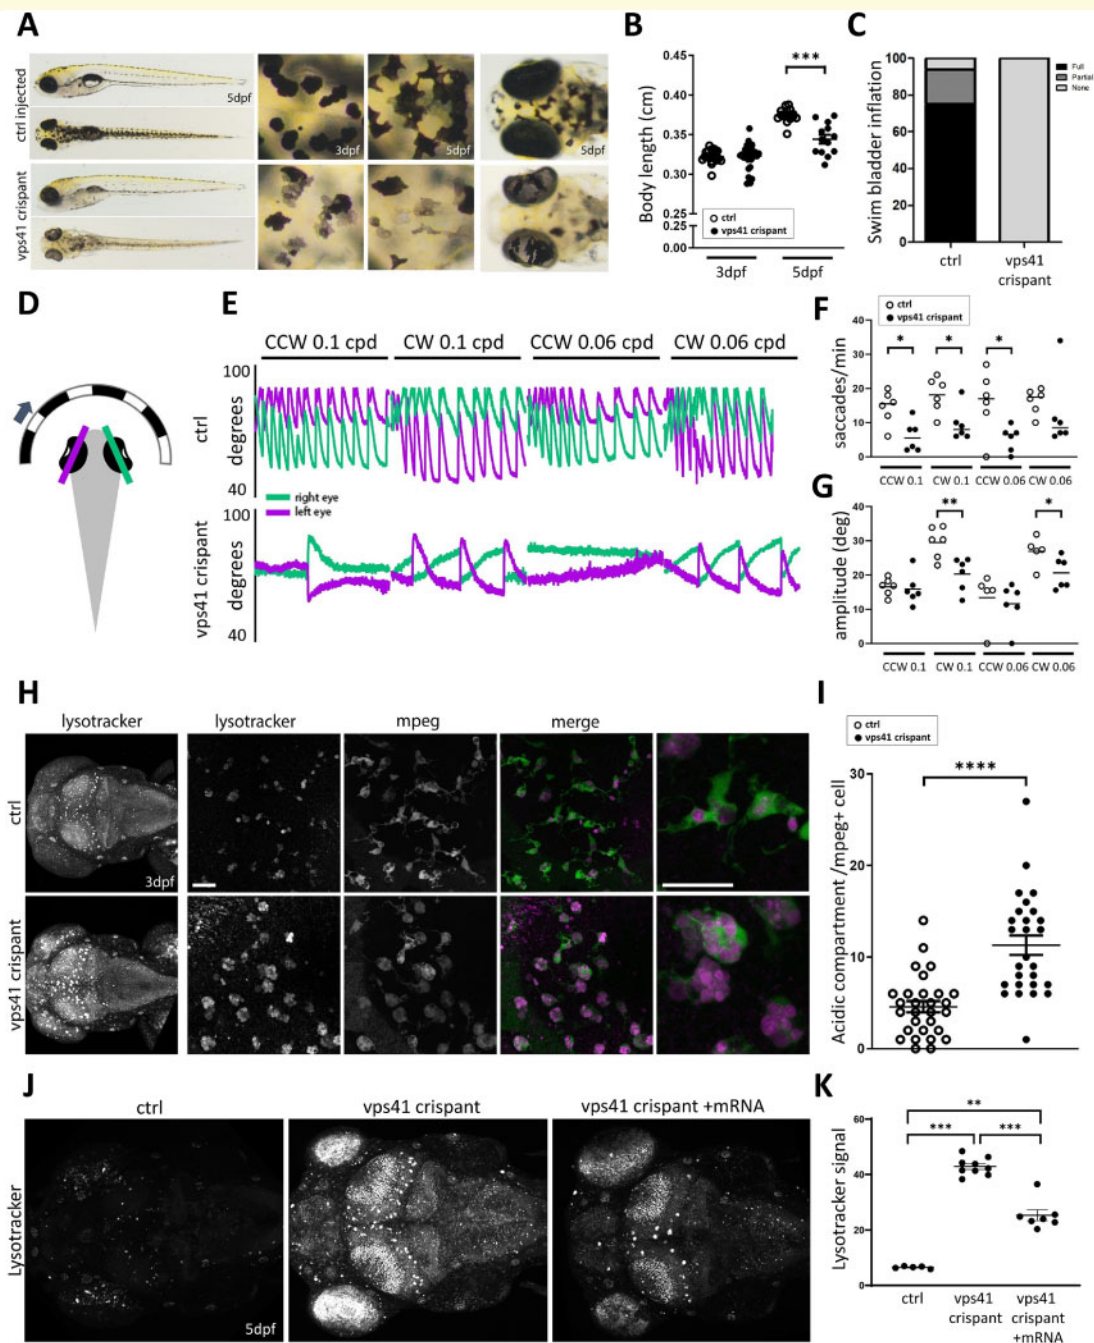 A
ctrl injected
5dpf
3dpf
5dpf
5dpf
vps41 crispant
B
Body length (cm)
0.45
0.40
0.35
0.30
0.25
0.25
0.00
***
ctrl
vps41 crispant
3dpf
5dpf
C
Swim bladder inflation
100
80
60
40
20
0
Full
Partial
None
ctrl
vps41
crispant
D
E
CCW 0.1 cpd
CW 0.1 cpd
CCW 0.06 cpd
CW 0.06 cpd
ctrl
degrees
100
40
right eye
left eye
vps41 crispant
degrees
100
40
F
ctrl
vps41 crispant
saccades/min
40
30
20
10
0
*
*
*
CCW 0.1
CW 0.1
CCW 0.06
CW 0.06
G
amplitude (deg)
40
30
20
10
0
**
*
CCW 0.1
CW 0.1
CCW 0.06
CW 0.06
H
lysotracker
lysotracker
mpeg
merge
ctrl
3dpf
vps41 crispant
I
ctrl
vps41 crispant
Acidic compartment /mpeg+ cell
30
20
10
0
****
J
ctrl
vps41 crispant
vps41 crispant +mRNA
Lysotracker
5dpf
K
Lysotracker signal
60
40
20
0
**
***
***
ctrl
vps41
crispant
vps41
crispant
+mRNA